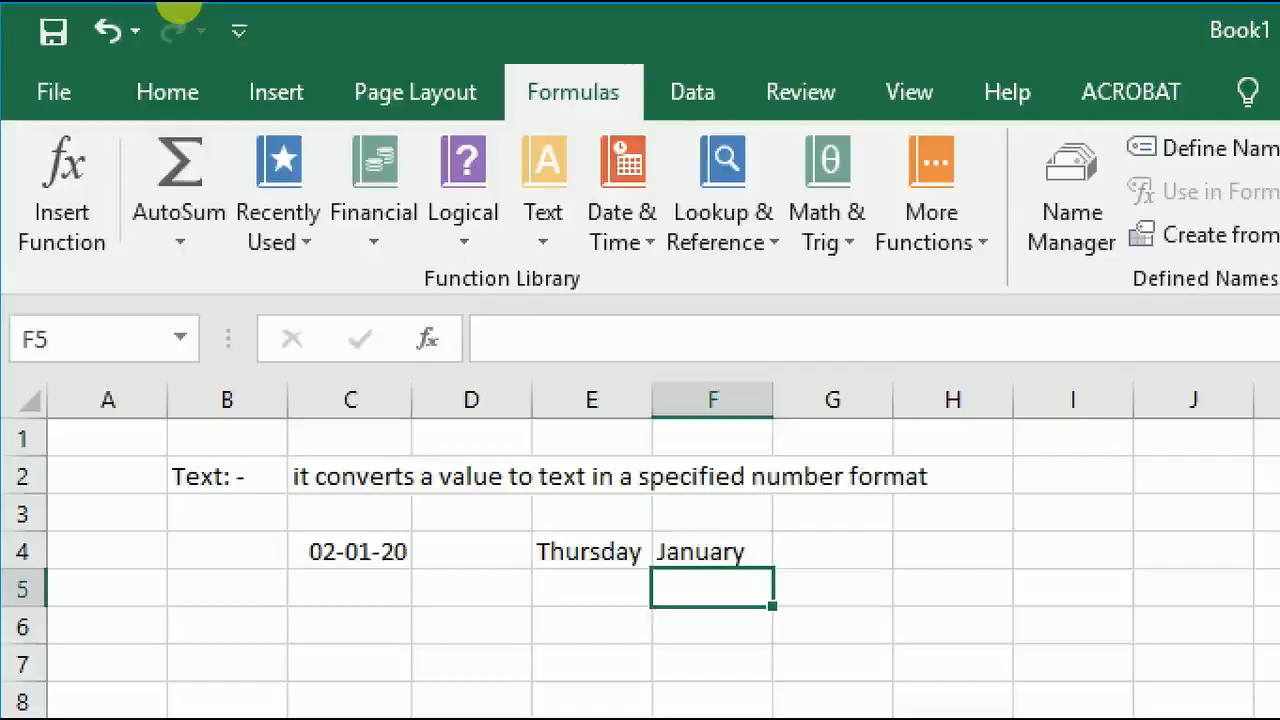 Book1
File Home Insert Page Layout Formulas Data Review View Help ACROBAT
fx Σ ? A θ
Insert Function
AutoSum
Recently Used
Financial
Logical
Text
Date & Time
Lookup & Reference
Math & Trig
More Functions
Name Manager
Define Nam
Use in Form
Create from
Function Library
Defined Names
F5
fx
A B C D E F G H I J
1
2 Text: - it converts a value to text in a specified number format
3
4 02-01-20 Thursday January
5
6
7
8